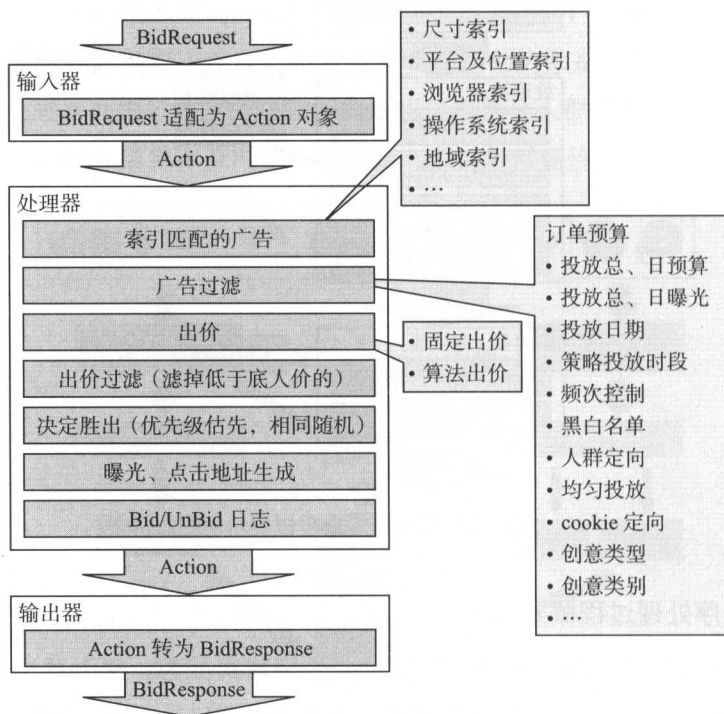 BidRequest
输入器
BidRequest 适配为 Action 对象
Action
处理器
索引匹配的广告
广告过滤
出价
出价过滤（滤掉低于底人价的）
决定胜出（优先级估先，相同随机）
曝光、点击地址生成
Bid/UnBid 日志
Action
输出器
Action 转为 BidResponse
BidResponse
• 尺寸索引
• 平台及位置索引
• 浏览器索引
• 操作系统索引
• 地域索引
• …
订单预算
• 投放总、日预算
• 投放总、日曝光
• 投放日期
• 策略投放时段
• 频次控制
• 黑白名单
• 人群定向
• 均匀投放
• cookie 定向
• 创意类型
• 创意类别
• …
• 固定出价
• 算法出价